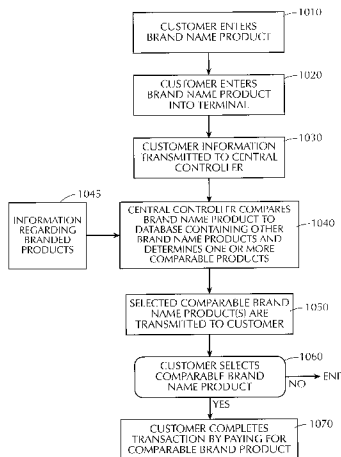 1010
CUSTOMER ENTERS
BRAND NAME PRODUCT
1020
CUSTOMER ENTERS
BRAND NAME PRODUCT
INTO TERMINAL
1030
CUSTOMER INFORMATION
TRANSMITTED TO CENTRAL
CONTROLLER
1045
INFORMATION
REGARDING
BRANDED
PRODUCTS
CENTRAL CONTROLLER COMPARES
BRAND NAME PRODUCT TO
DATABASE CONTAINING OTHER
BRAND NAME PRODUCTS AND
DETERMINES ONE OR MORE
COMPARABLE PRODUCTS
1040
SELECTED COMPARABLE BRAND
NAME PRODUCT(S) ARE
TRANSMITTED TO CUSTOMER
1050
1060
CUSTOMER SELECTS
COMPARABLE BRAND
NAME PRODUCT
NO
END
YES
CUSTOMER COMPLETES
TRANSACTION BY PAYING FOR
COMPARABLE BRAND PRODUCT
1070